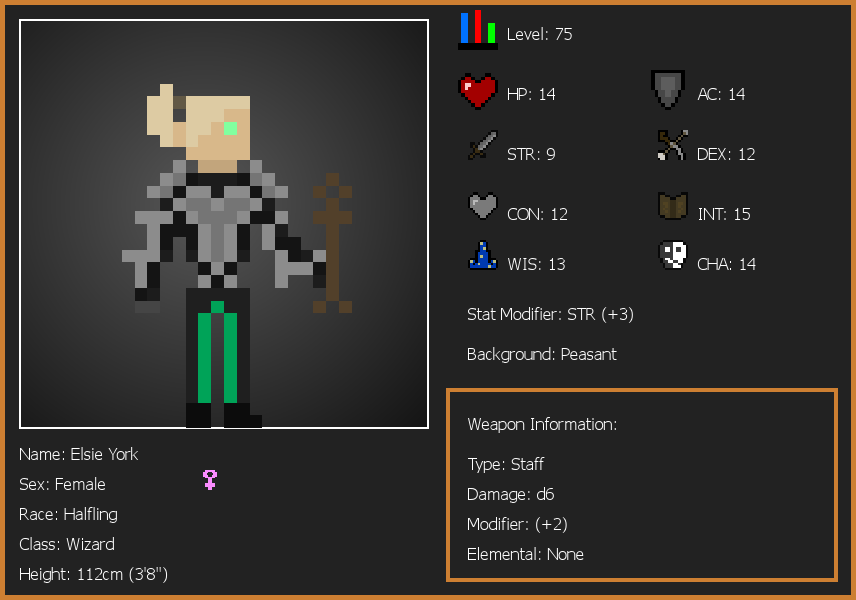 Level: 75
HP: 14
AC: 14
STR: 9
DEX: 12
CON: 12
INT: 15
WIS: 13
CHA: 14
Stat Modifier: STR (+3)
Background: Peasant
Weapon Information:
Type: Staff
Damage: d6
Modifier: (+2)
Elemental: None
Name: Elsie York
Sex: Female
Race: Halfling
Class: Wizard
Height: 112cm (3'8")